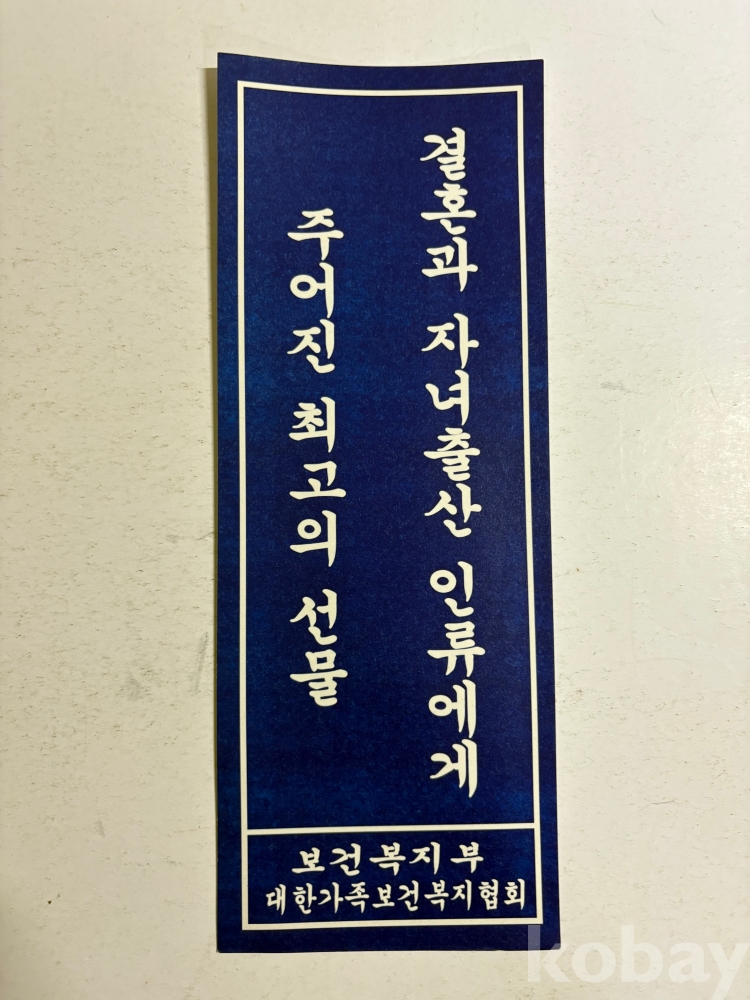 결혼과 자녀출산 인류에게
주어진 최고의 선물
보건복지부
대한가족보건복지협회
kobay